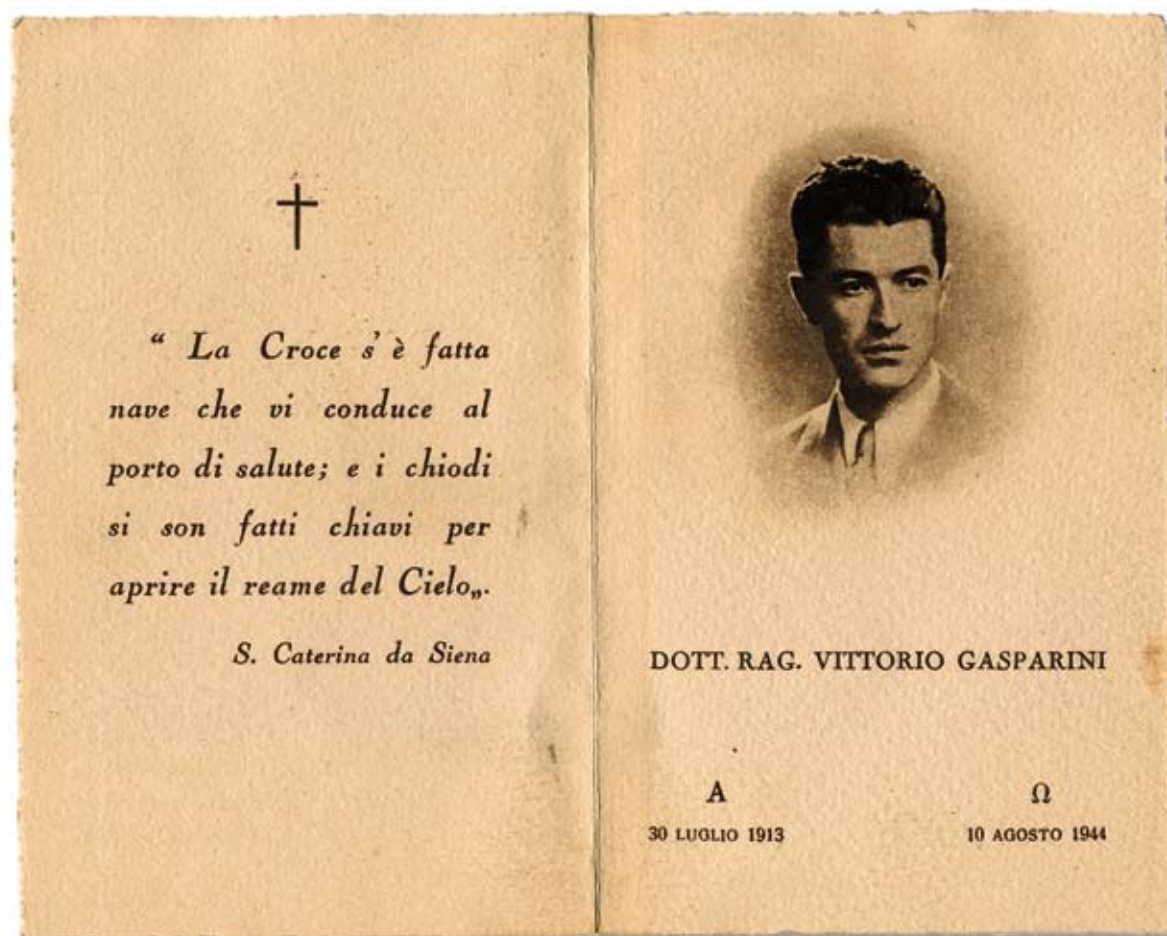 “ La Croce s'è fatta
nave che vi conduce al
porto di salute; e i chiodi
si son fatti chiavi per
aprire il reame del Cielo„.
S. Caterina da Siena
DOTT. RAG. VITTORIO GASPARINI
Α Ω
30 LUGLIO 1913 10 AGOSTO 1944